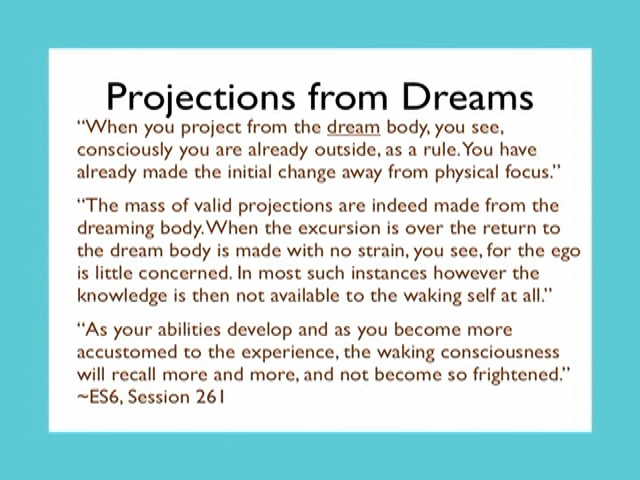 Projections from Dreams
“When you project from the dream body, you see,
consciously you are already outside, as a rule. You have
already made the initial change away from physical focus.”
“The mass of valid projections are indeed made from the
dreaming body. When the excursion is over the return to
the dream body is made with no strain, you see, for the ego
is little concerned. In most such instances however the
knowledge is then not available to the waking self at all.”
“As your abilities develop and as you become more
accustomed to the experience, the waking consciousness
will recall more and more, and not become so frightened.”
~ES6, Session 261